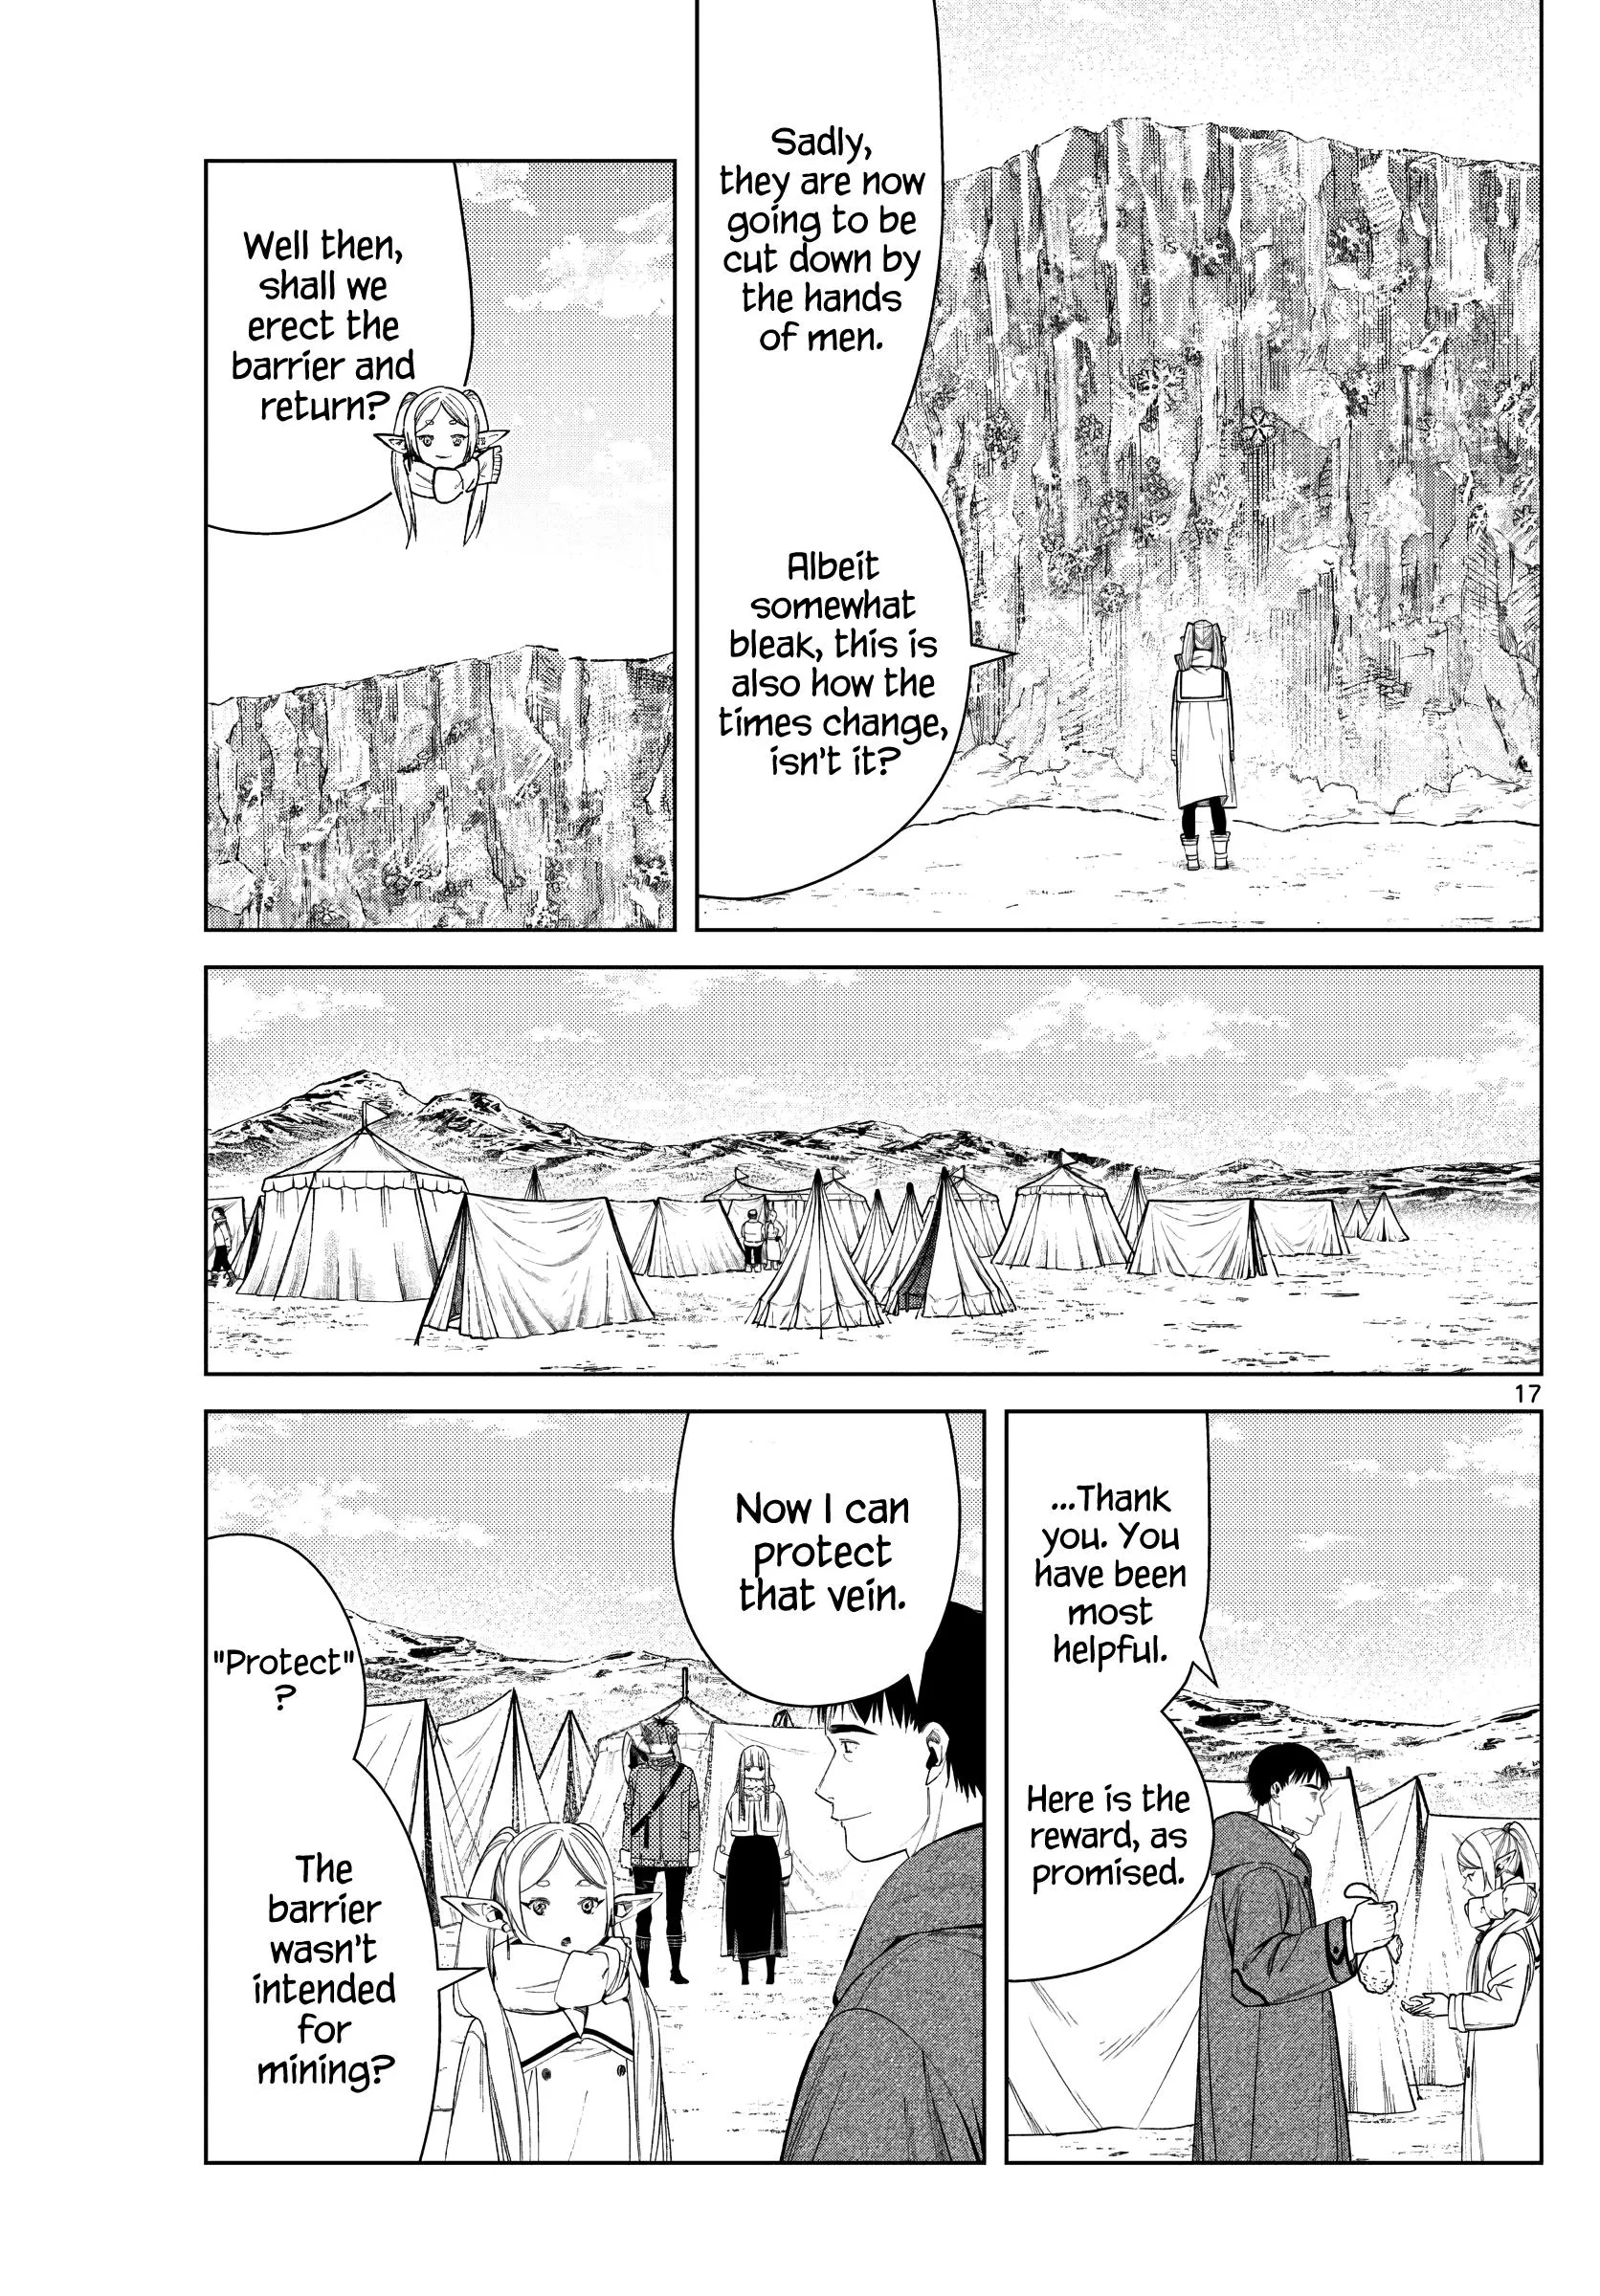 Sadly,
they are now
going to be
cut down by
the hands
of men.
Albeit
somewhat
bleak, this is
also how the
times change,
isn't it?
Well then,
shall we
erect the
barrier and
return?
17
...Thank
you. You
have been
most
helpful.
Here is the
reward, as
promised.
Now I can
protect
that vein.
"Protect"
?
The
barrier
wasn't
intended
for
mining?